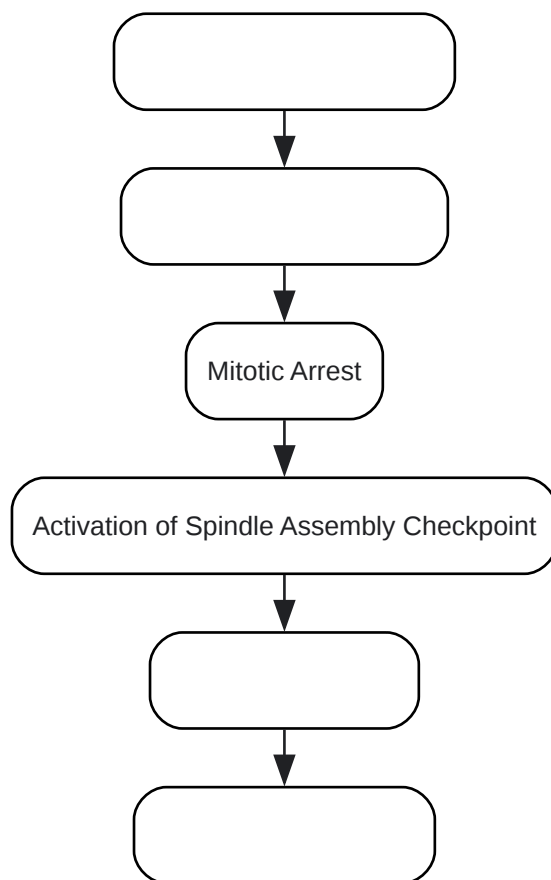 Mitotic Arrest
Activation of Spindle Assembly Checkpoint